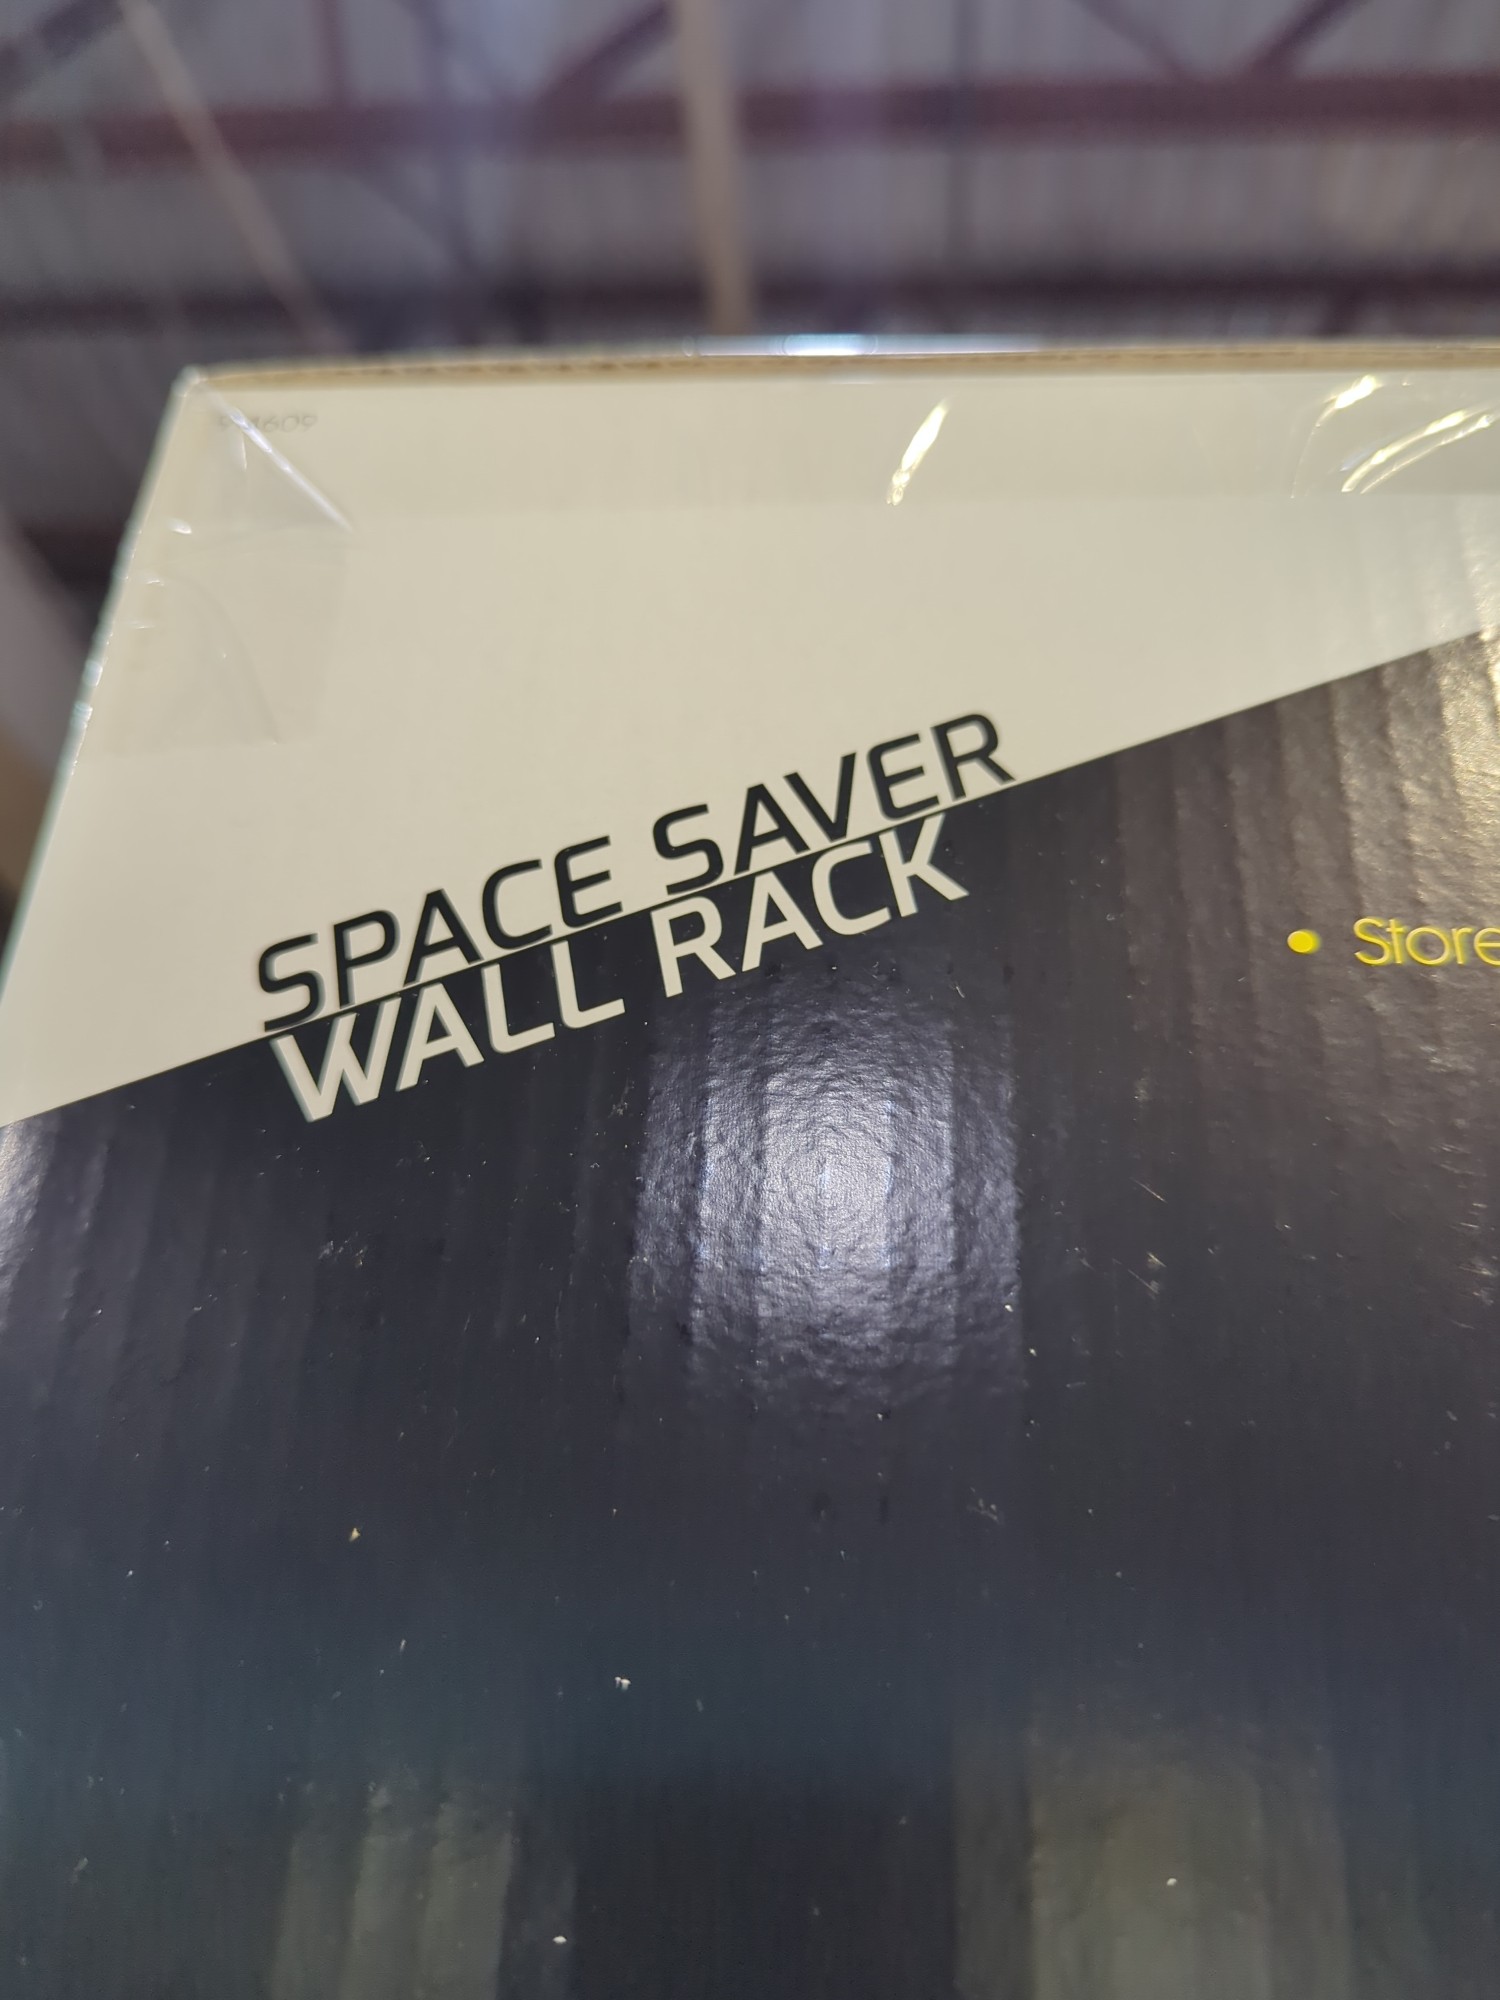 SPACE SAVER
WALL RACK
• Store